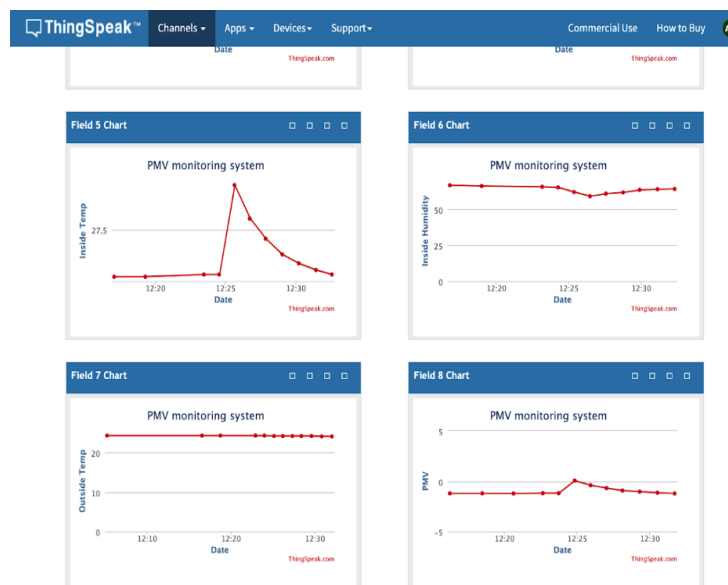 ThingSpeak™ Channels Apps Devices Support Commercial Use How to Buy
Date Date
ThingSpeak.com ThingSpeak.com
Field 5 Chart
PMV monitoring system
Inside Temp
27.5
12:20 12:25 12:30
Date
ThingSpeak.com
Field 6 Chart
PMV monitoring system
Inside Humidity
50
25
0
12:20 12:25 12:30
Date
ThingSpeak.com
Field 7 Chart
PMV monitoring system
Outside Temp
20
10
0
12:10 12:20 12:30
Date
ThingSpeak.com
Field 8 Chart
PMV monitoring system
PMV
5
0
-5
12:20 12:25 12:30
Date
ThingSpeak.com